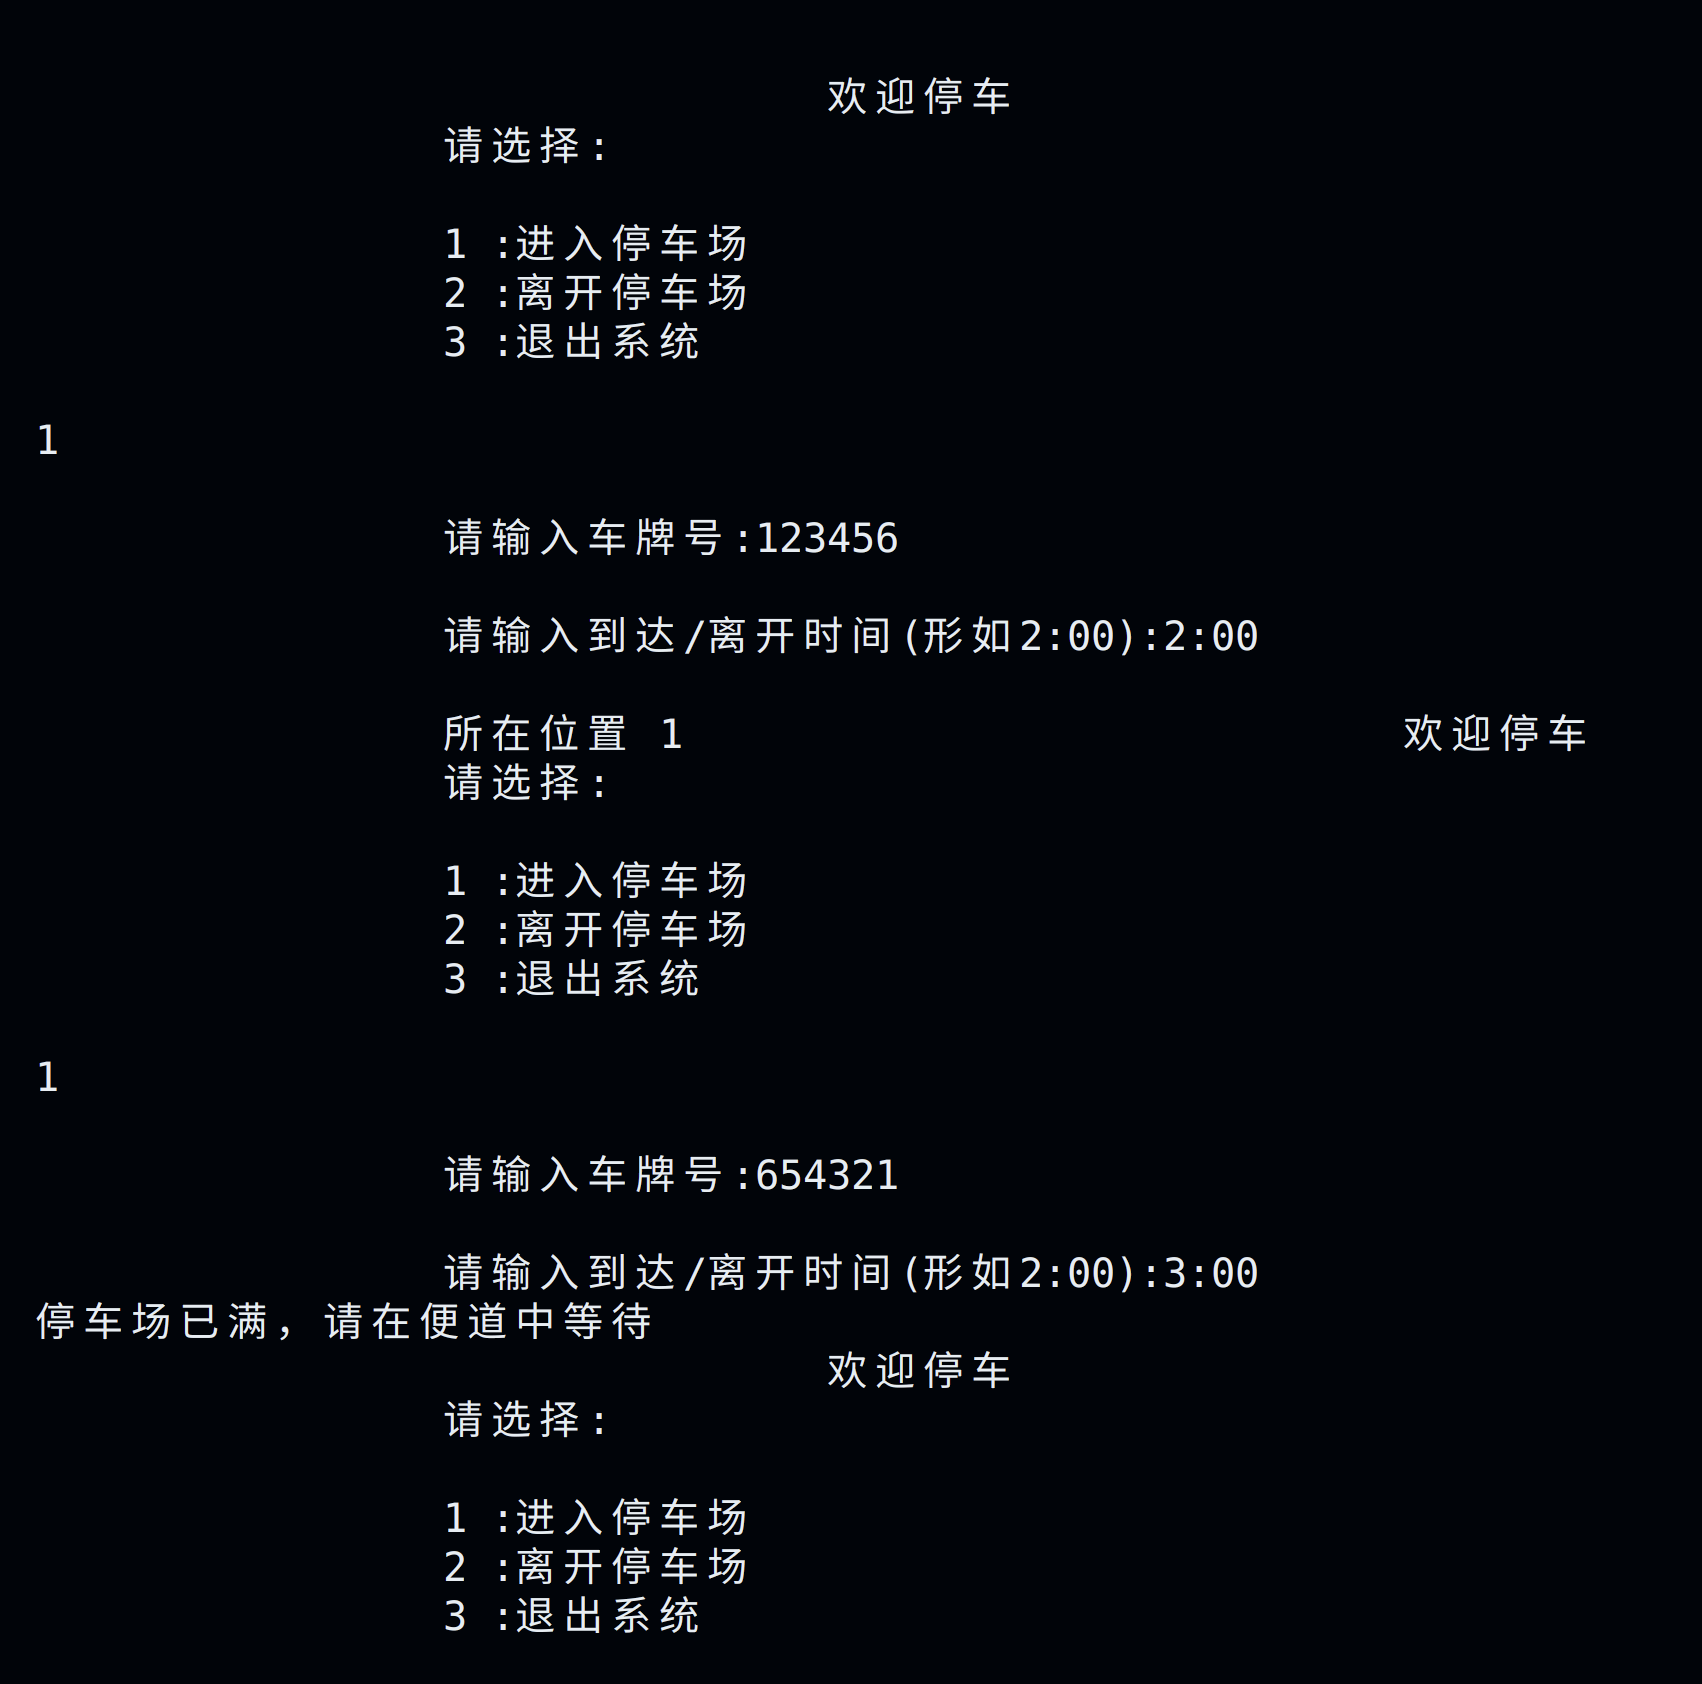 欢迎停车
请选择:
1 :进入停车场
2 :离开停车场
3 :退出系统
1
请输入车牌号:123456
请输入到达/离开时间(形如2:00):2:00
所在位置 1 欢迎停车
请选择:
1 :进入停车场
2 :离开停车场
3 :退出系统
1
请输入车牌号:654321
请输入到达/离开时间(形如2:00):3:00
停车场已满，请在便道中等待
欢迎停车
请选择:
1 :进入停车场
2 :离开停车场
3 :退出系统